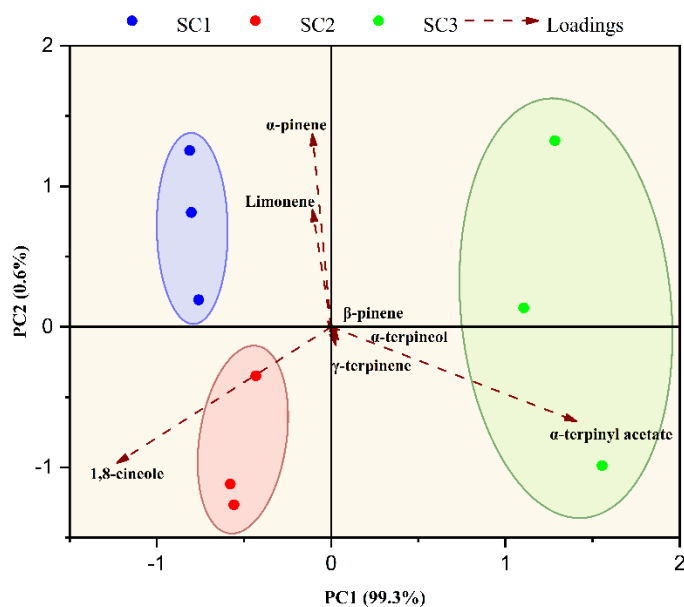 SC1 SC2 SC3 Loadings
2
α-pinene
1
Limonene
PC2 (0.6%)
β-pinene
0
α-terpineol
γ-terpinene
α-terpinyl acetate
-1
1,8-cineole
-1 0 1 2
PC1 (99.3%)